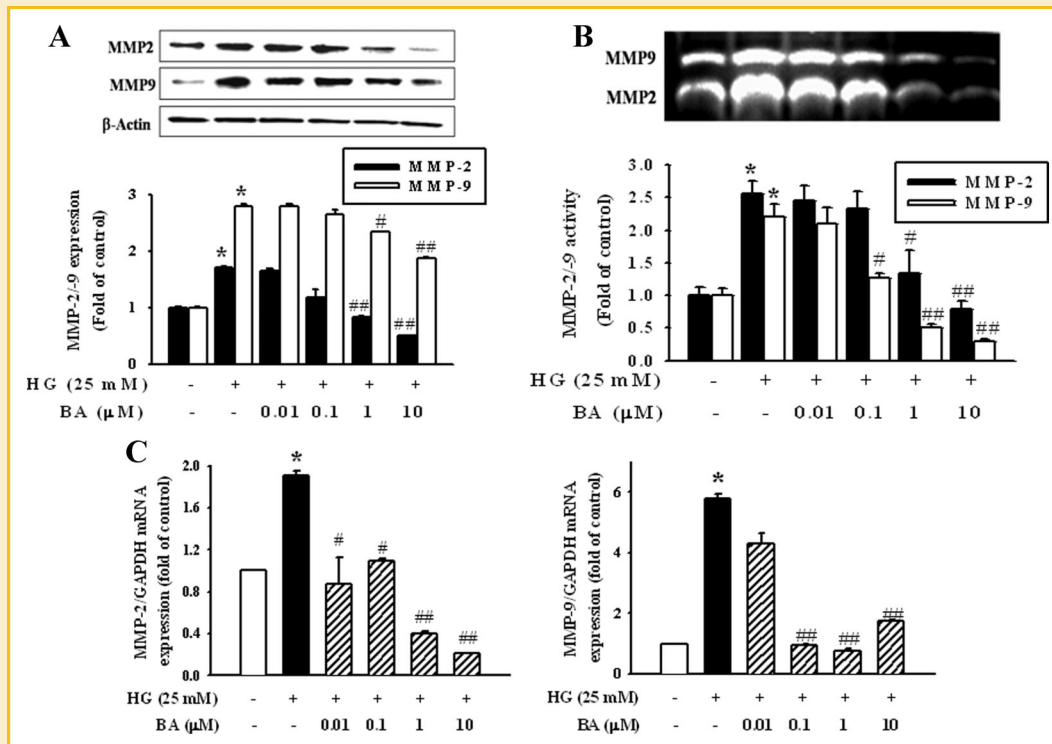 A
MMP2
MMP9
β-Actin
MMP-2
MMP-9
*
*
#
##
##
##
MMP-2/-9 expression
(Fold of control)
3
2
1
0
HG (25 mM) - + + + + +
BA (μM) - - 0.01 0.1 1 10
B
MMP9
MMP2
MMP-2
MMP-9
*
*
#
#
##
##
##
MMP-2/-9 activity
(Fold of control)
3.0
2.5
2.0
1.5
1.0
0.5
0.0
HG (25 mM) - + + + + +
BA (μM) - - 0.01 0.1 1 10
C
MMP-2/GAPDH mRNA
expression (fold of control)
2.0
1.6
1.2
0.8
0.4
0.0
*
#
#
##
##
HG (25 mM) - + + + + +
BA (μM) - - 0.01 0.1 1 10
MMP-9/GAPDH mRNA
expression (fold of control)
6
4
2
0
*
##
##
##
HG (25 mM) - + + + + +
BA (μM) - - 0.01 0.1 1 10